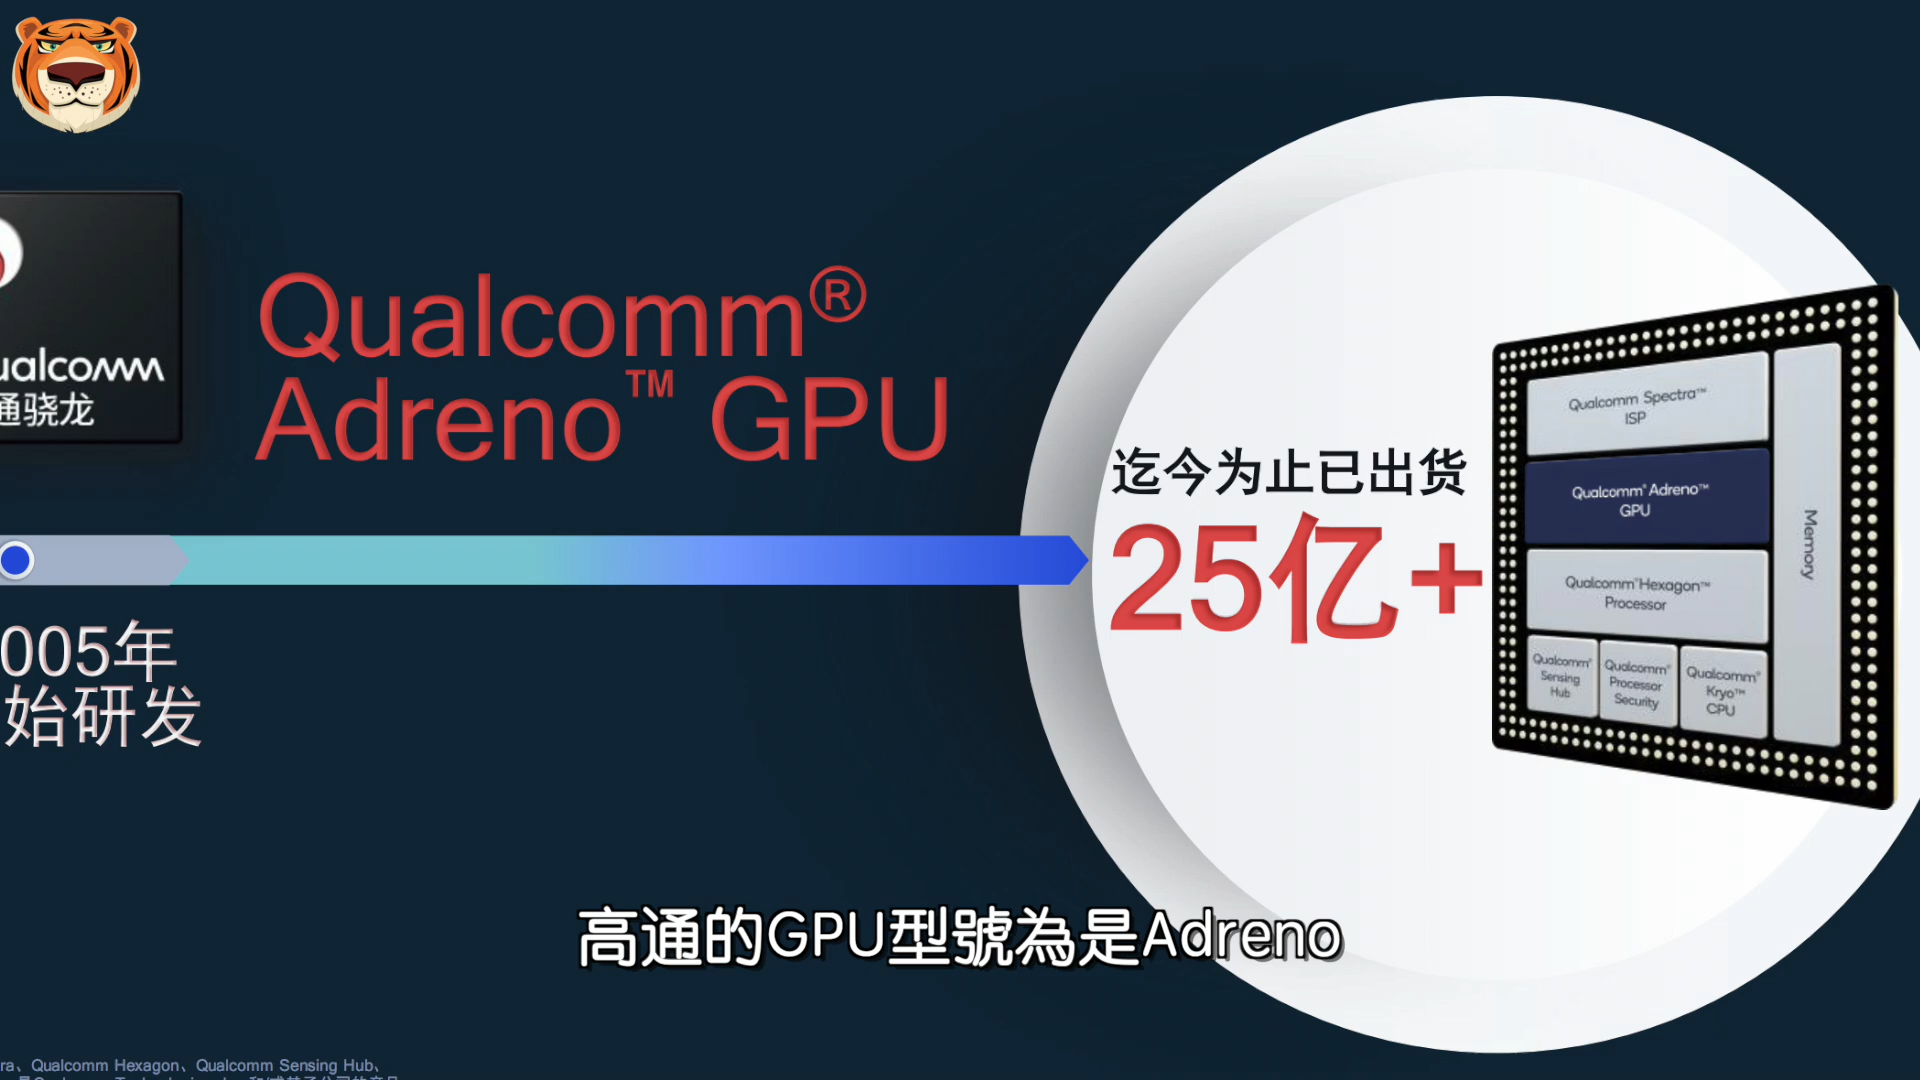 Qualcomm®
Adreno™ GPU
ualcomm
通骁龙
005年
始研发
迄今为止已出货
25亿+
Qualcomm Spectra™
ISP
Qualcomm® Adreno™
GPU
Qualcomm® Hexagon™
Processor
Qualcomm®
Sensing
Hub
Qualcomm®
Processor
Security
Qualcomm®
Kryo™
CPU
Memory
高通的GPU型號為是Adreno
ra、Qualcomm Hexagon、Qualcomm Sensing Hub、